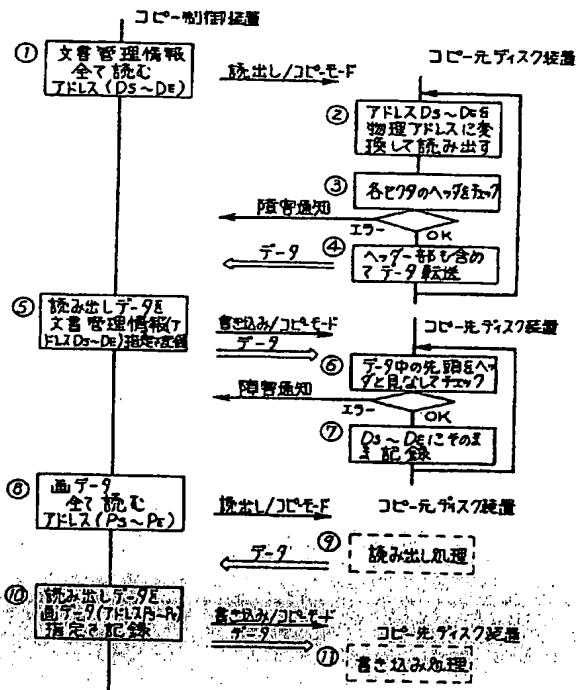 コピー制御装置
①
文書管理情報
全て読む
アドレス(DS～DE)
読出し/コピーモード
コピー元ディスク装置
②
アドレスDS～DEを
物理アドレスに変
換して読み出す
③
各セクタのヘッダをチェック
障害通知
エラー
OK
④
ヘッダー部も含め
てデータ転送
データ
⑤
読み出しデータを
文書管理情報(ア
ドレスDS～DE)指定で記録
書き込み/コピーモード
データ
コピー先ディスク装置
⑥
データ中の先頭をヘッ
ダと見なしてチェック
障害通知
エラー
OK
⑦
DS～DEにそのま
ま記録
⑧
画データ
全て読む
アドレス(PS～PE)
読出し/コピーモード
コピー元ディスク装置
⑨
読み出し処理
データ
⑩
読み出しデータを
画データ(アドレスPS～PE)
指定で記録
書き込み/コピーモード
データ
コピー先ディスク装置
⑪
書き込み処理